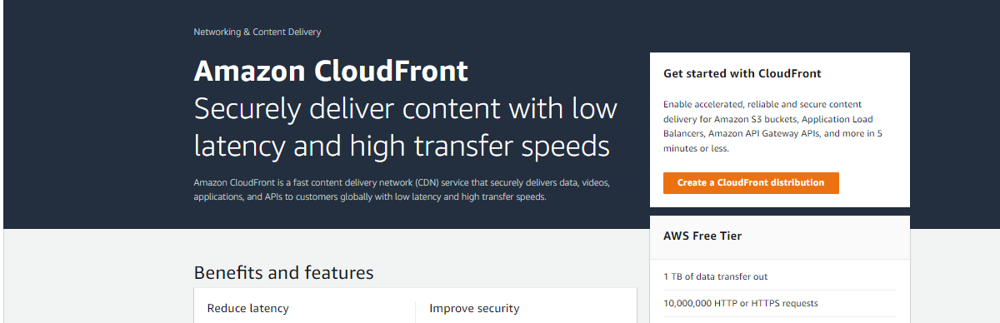 Networking & Content Delivery
Amazon CloudFront
Securely deliver content with low
latency and high transfer speeds
Amazon CloudFront is a fast content delivery network (CDN) service that securely delivers data, videos,
applications, and APIs to customers globally with low latency and high transfer speeds.
Get started with CloudFront
Enable accelerated, reliable and secure content
delivery for Amazon S3 buckets, Application Load
Balancers, Amazon API Gateway APIs, and more in 5
minutes or less.
Create a CloudFront distribution
AWS Free Tier
1 TB of data transfer out
10,000,000 HTTP or HTTPS requests
Benefits and features
Reduce latency
Improve security